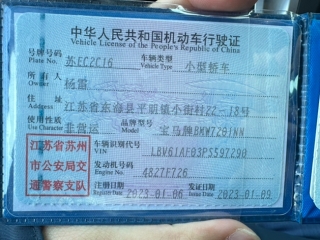 中华人民共和国机动车行驶证
Vehicle License of the People's Republic of China
号牌号码 Plate No. 苏EC2C16 车辆类型 Vehicle Type 小型轿车
所有人 Owner 杨雷
住址 Address 江苏省东海县平明镇小街村22-18号
使用性质 Use Character 非营运 品牌型号 Model 宝马牌BMW7201NN
江苏省苏州 车辆识别代号 VIN LBV61AF03PS597290
市公安局交 发动机号码 Engine No. 4827F726
通警察支队 注册日期 Register Date 2023-01-06 发证日期 Issue Date 2023-01-09